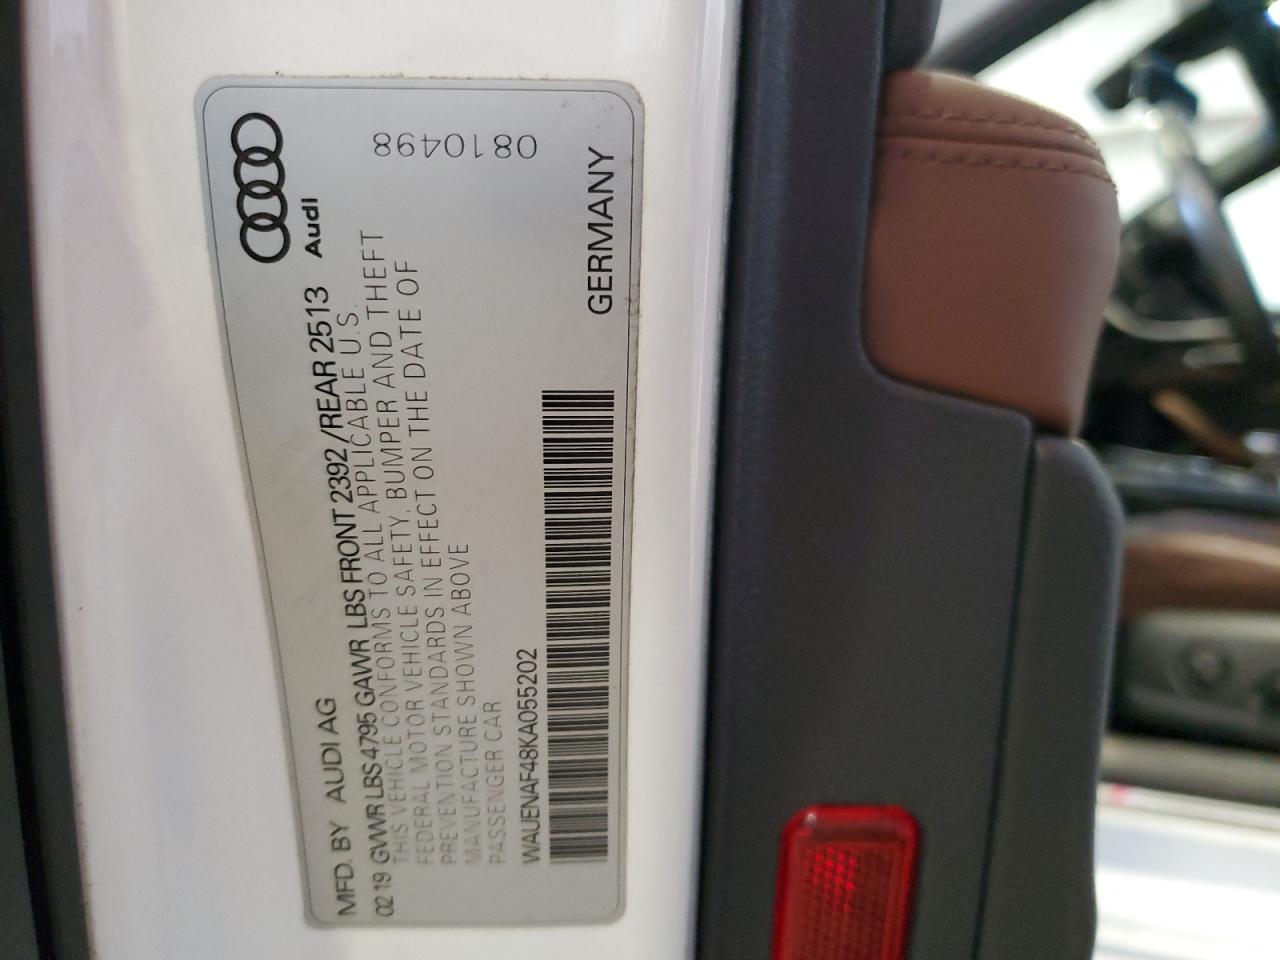 MFD. BY AUDI AG
Audi
02 19 GVWR LBS 4795 GAWR LBS FRONT 2392 /REAR 2513
THIS VEHICLE CONFORMS TO ALL APPLICABLE U.S.
FEDERAL MOTOR VEHICLE SAFETY, BUMPER AND THEFT
PREVENTION STANDARDS IN EFFECT ON THE DATE OF
MANUFACTURE SHOWN ABOVE
PASSENGER CAR
0810498
WAUENAF48KA055202
GERMANY